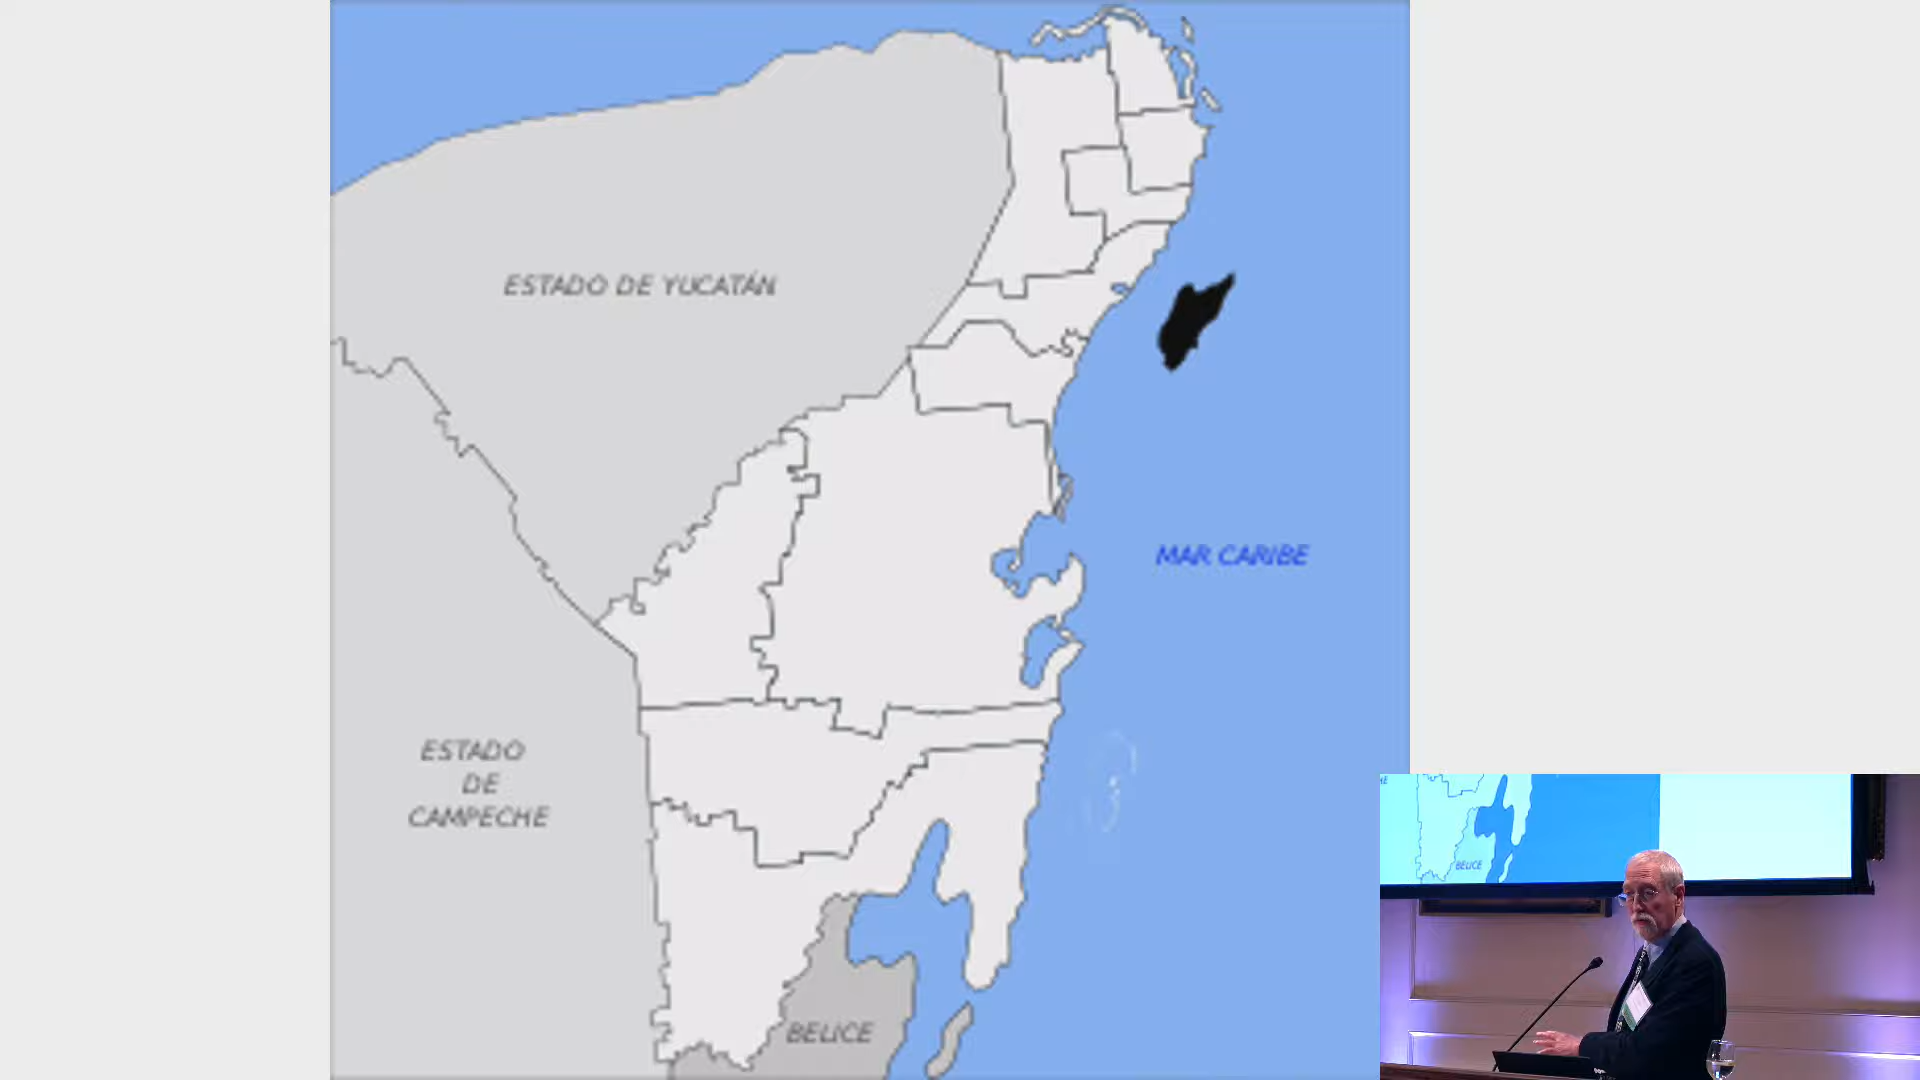 ESTADO DE YUCATÁN
MAR CARIBE
ESTADO
DE
CAMPECHE
BELICE
BELICE